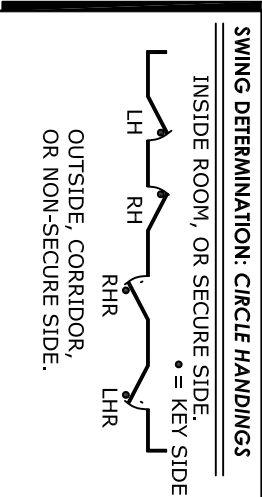 SWING DETERMINATION: CIRCLE HANDINGS
INSIDE ROOM, OR SECURE SIDE.
= KEY SIDE
LH
RH
RHR
LHR
OUTSIDE, CORRIDOR,
OR NON-SECURE SIDE.